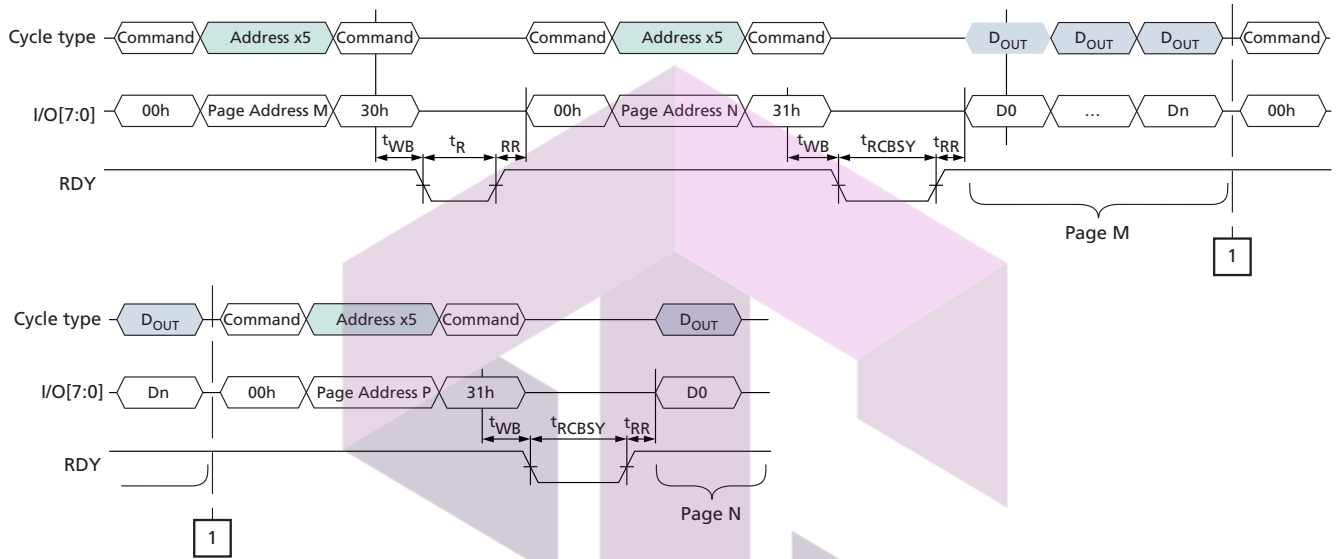 Cycle type Command Address x5 Command Command Address x5 Command DOUT DOUT DOUT Command
I/O[7:0] 00h Page Address M 30h 00h Page Address N 31h D0 ... Dn 00h
tWB tR RR tWB tRCBSY tRR
RDY
Page M
1
Cycle type DOUT Command Address x5 Command DOUT
I/O[7:0] Dn 00h Page Address P 31h D0
tWB tRCBSY tRR
RDY
Page N
1